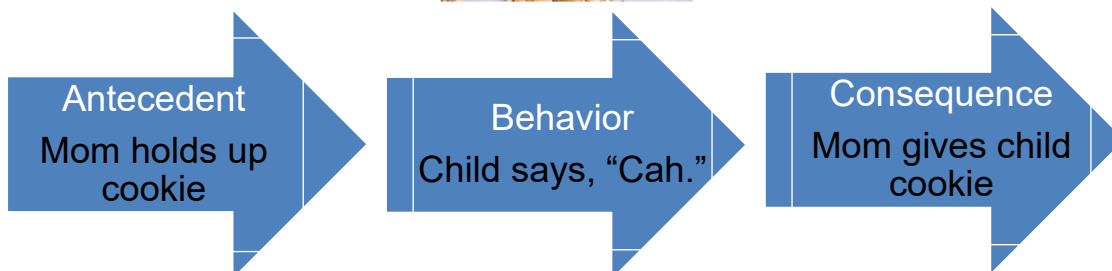 Antecedent
Mom holds up
cookie
Behavior
Child says, “Cah.”
Consequence
Mom gives child
cookie